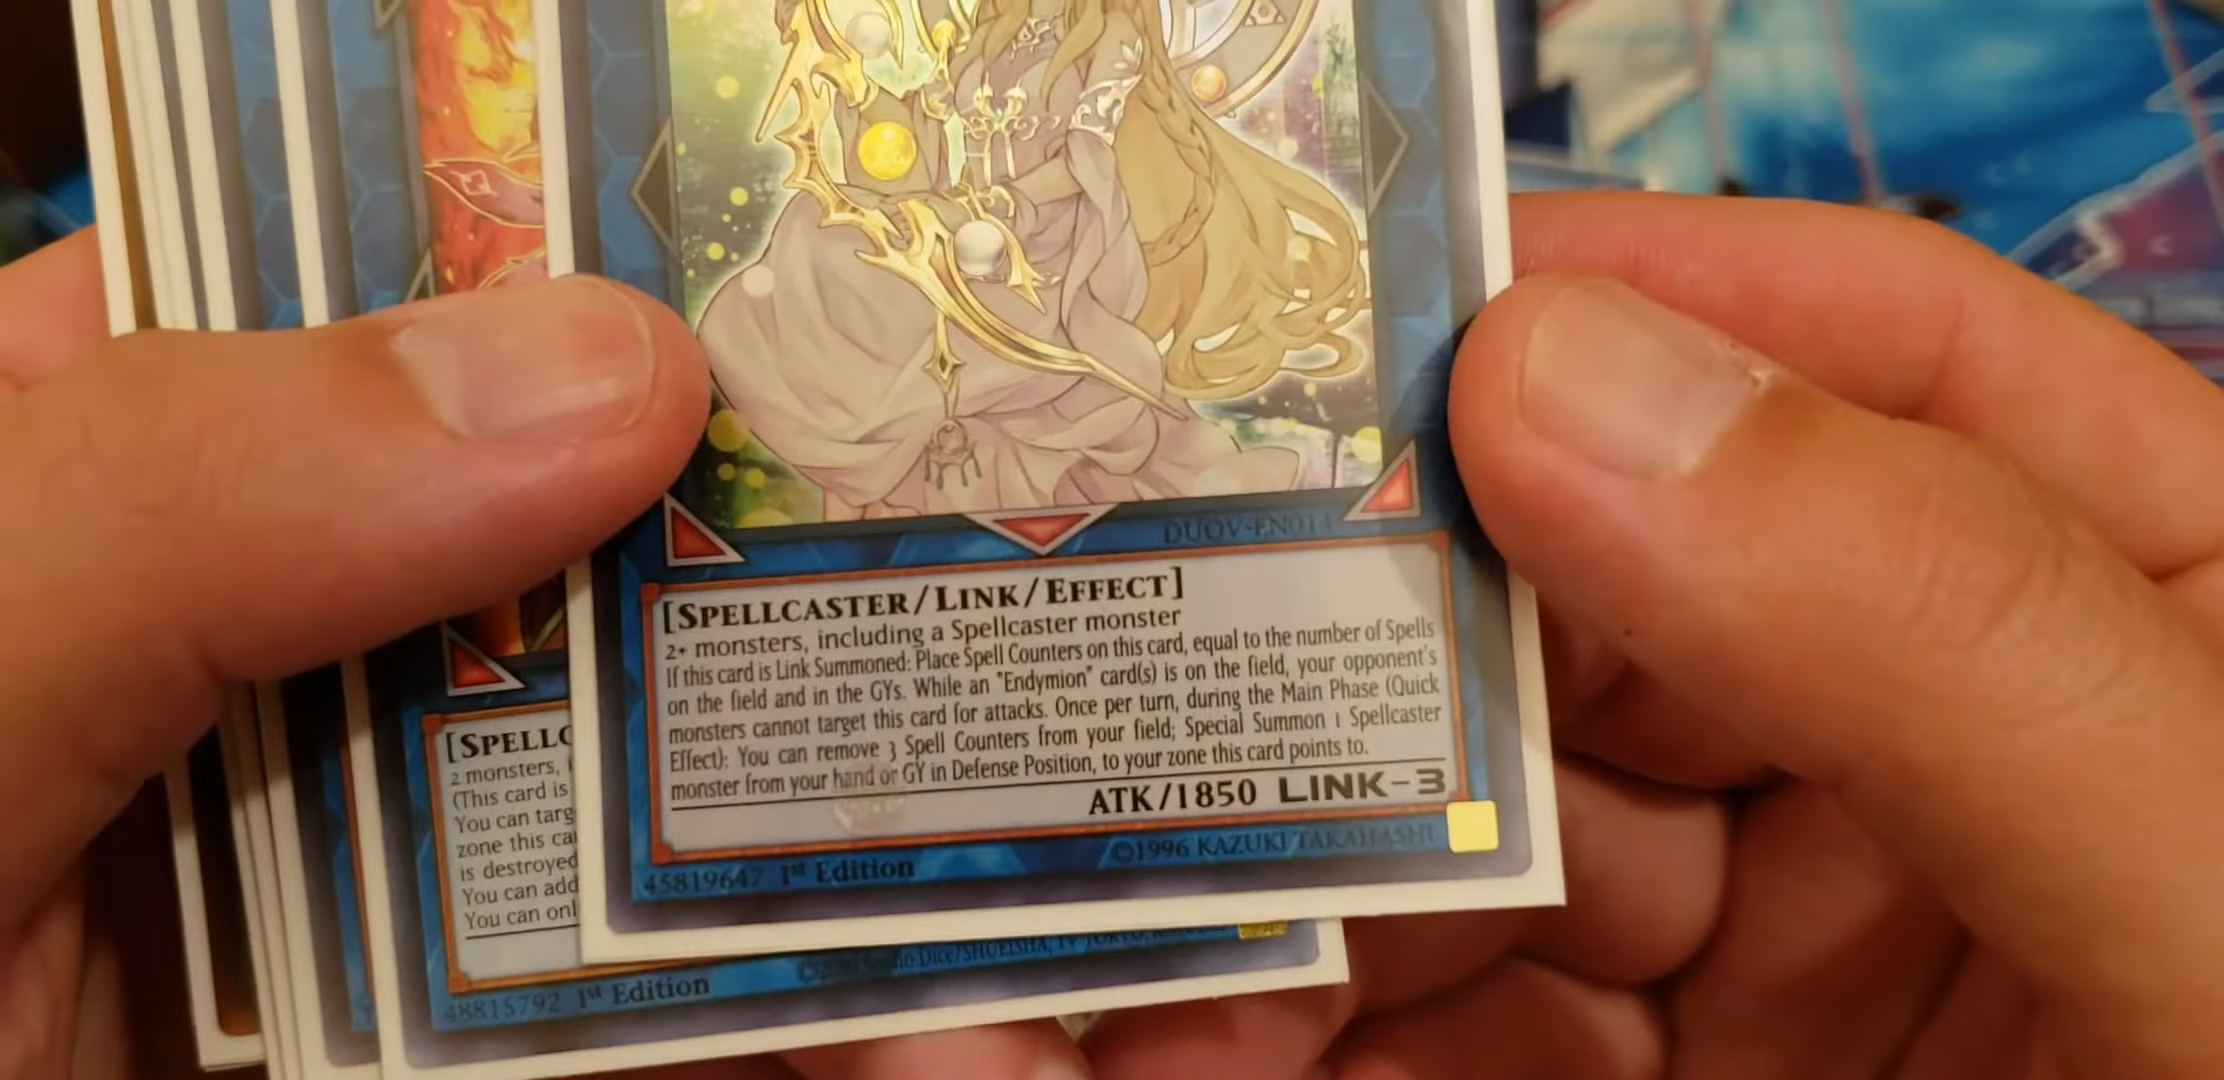 DUOV-EN014
[SPELLCASTER/LINK/EFFECT]
2+ monsters, including a Spellcaster monster
If this card is Link Summoned: Place Spell Counters on this card, equal to the number of Spells
on the field and in the GYs. While an "Endymion" card(s) is on the field, your opponent's
monsters cannot target this card for attacks. Once per turn, during the Main Phase (Quick
Effect): You can remove 3 Spell Counters from your field; Special Summon 1 Spellcaster
monster from your hand or GY in Defense Position, to your zone this card points to.
ATK/1850 LINK-3
45819647 1st Edition ©1996 KAZUKI TAKAHASHI
[SPELLC
2 monsters, i
(This card is
You can targ
zone this ca
is destroyed
You can add
You can onl
48815792 1st Edition Dice/SHUEISHA, TV TOKYO,